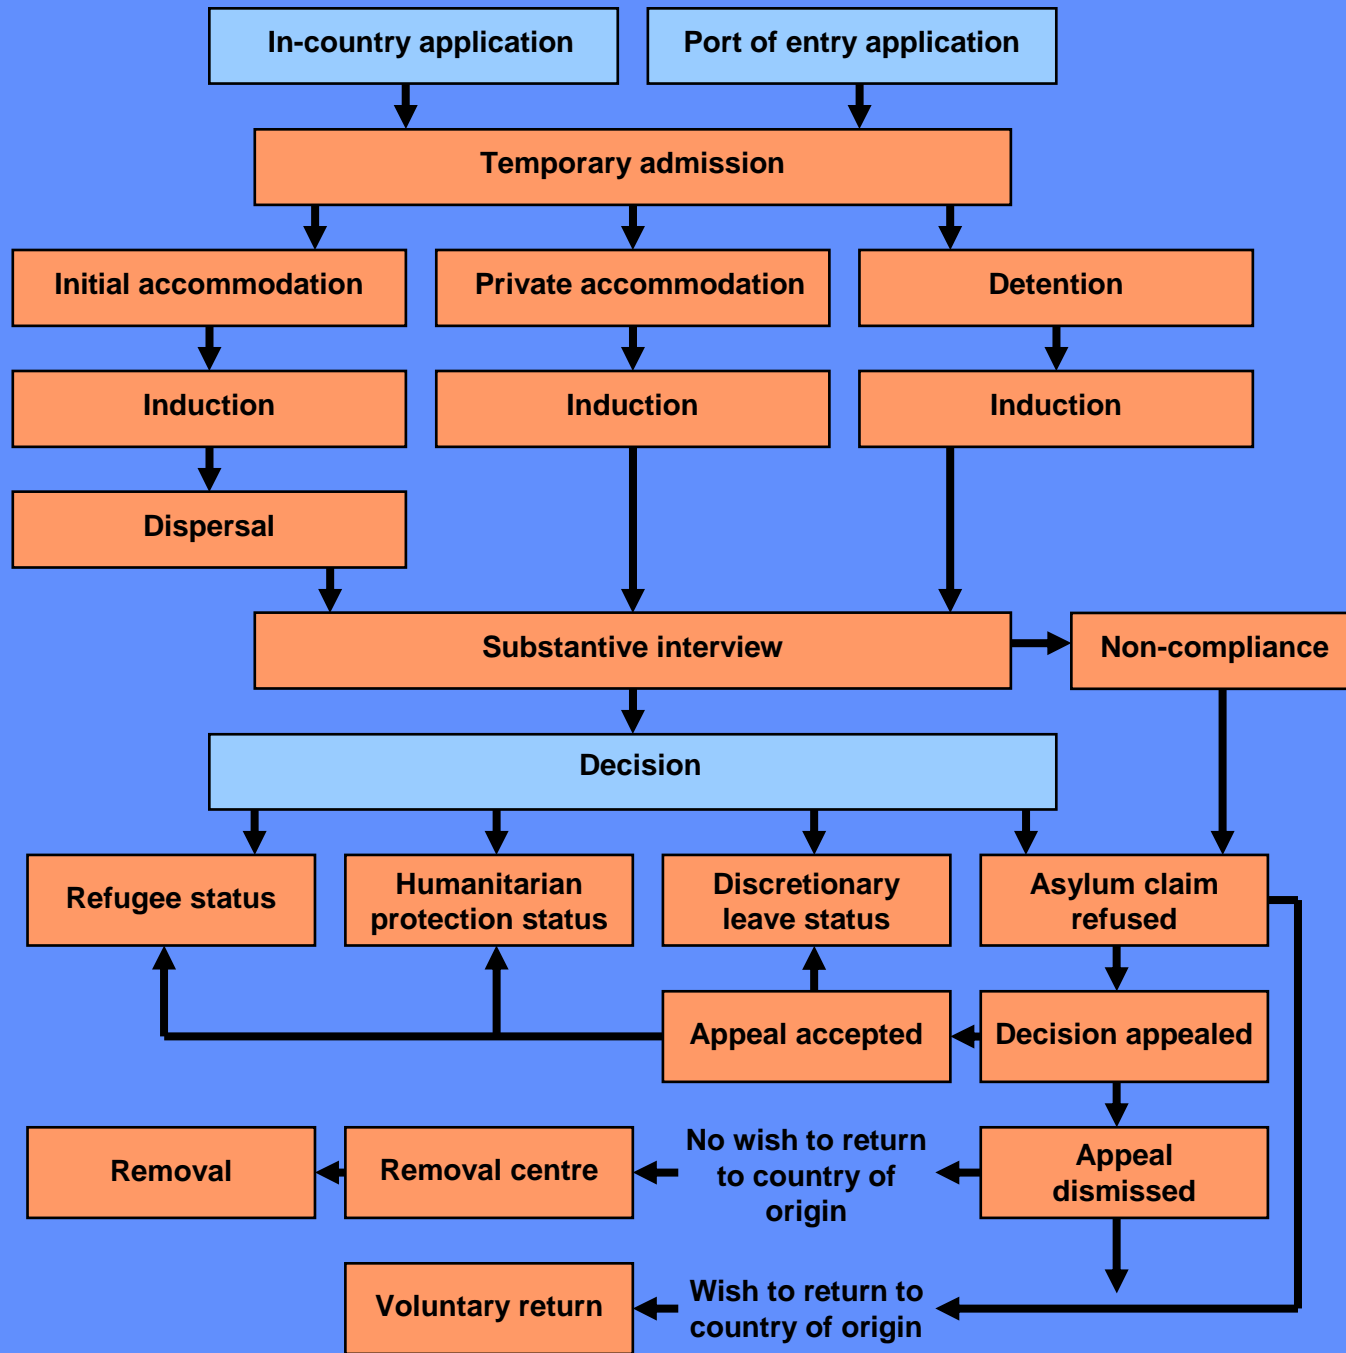 In-country application
Port of entry application
Temporary admission
Initial accommodation
Private accommodation
Detention
Induction
Induction
Induction
Dispersal
Substantive interview
Non-compliance
Decision
Refugee status
Humanitarian
protection status
Discretionary
leave status
Asylum claim
refused
Appeal accepted
Decision appealed
Removal
Removal centre
No wish to return
to country of
origin
Appeal
dismissed
Voluntary return
Wish to return to
country of origin